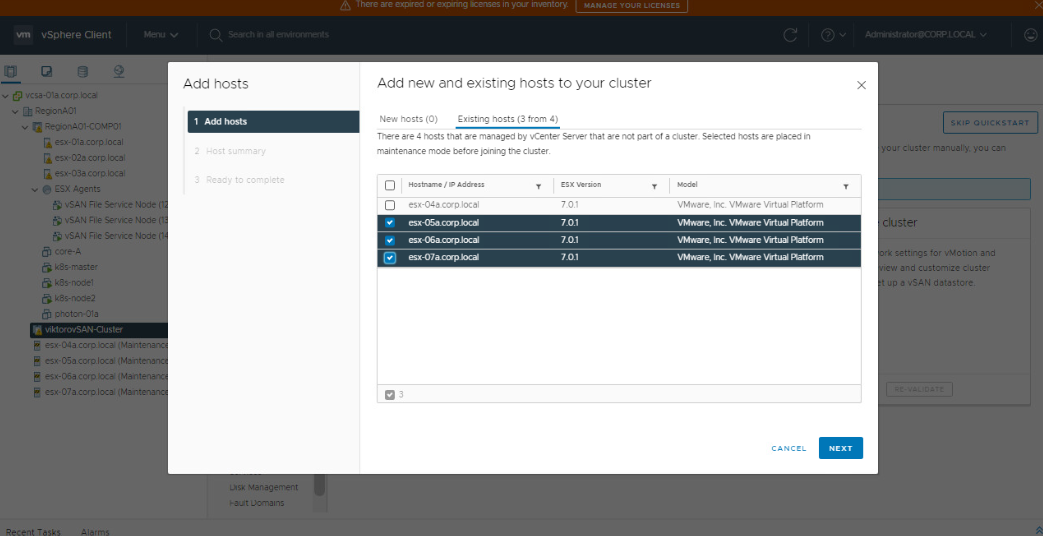 There are expired or expiring licenses in your inventory. MANAGE YOUR LICENSES
vm vSphere Client Menu Search in all environments Administrator@CORP.LOCAL
vcsa-01a.corp.local
RegionA01
RegionA01-COMP01
esx-01a.corp.local
esx-02a.corp.local
esx-03a.corp.local
ESX Agents
vSAN File Service Node (12
vSAN File Service Node (13
vSAN File Service Node (14
core-A
k8s-master
k8s-node1
k8s-node2
photon-01a
viktorovSAN-Cluster
esx-04a.corp.local (Maintenance
esx-05a.corp.local (Maintenance
esx-06a.corp.local (Maintenance
esx-07a.corp.local (Maintenance
Add hosts
1 Add hosts
2 Host summary
3 Ready to complete
Add new and existing hosts to your cluster
New hosts (0) Existing hosts (3 from 4)
There are 4 hosts that are managed by vCenter Server that are not part of a cluster. Selected hosts are placed in
maintenance mode before joining the cluster.
Hostname / IP Address ESX Version Model
esx-04a.corp.local 7.0.1 VMware, Inc. VMware Virtual Platform
esx-05a.corp.local 7.0.1 VMware, Inc. VMware Virtual Platform
esx-06a.corp.local 7.0.1 VMware, Inc. VMware Virtual Platform
esx-07a.corp.local 7.0.1 VMware, Inc. VMware Virtual Platform
3
CANCEL NEXT
SKIP QUICKSTART
your cluster manually, you can
cluster
ork settings for vMotion and
view and customize cluster
et up a vSAN datastore.
RE-VALIDATE
Disk Management
Fault Domains
Recent Tasks Alarms